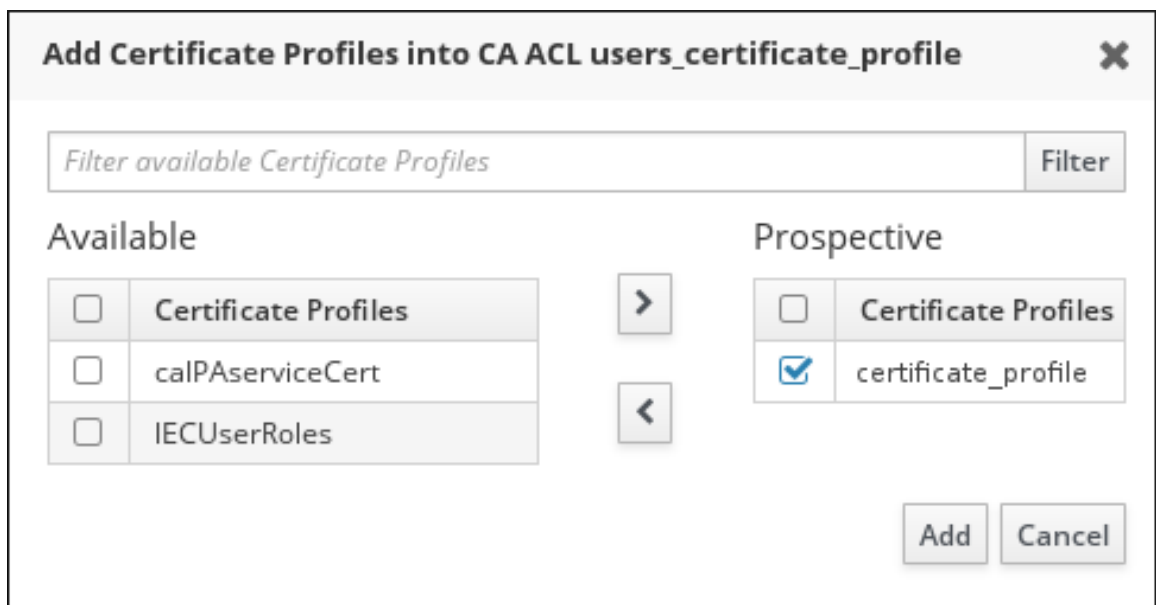 Add Certificate Profiles into CA ACL users_certificate_profile
Filter available Certificate Profiles
Filter
Available
Prospective
Certificate Profiles
Certificate Profiles
caIPAserviceCert
certificate_profile
IECUserRoles
Add
Cancel